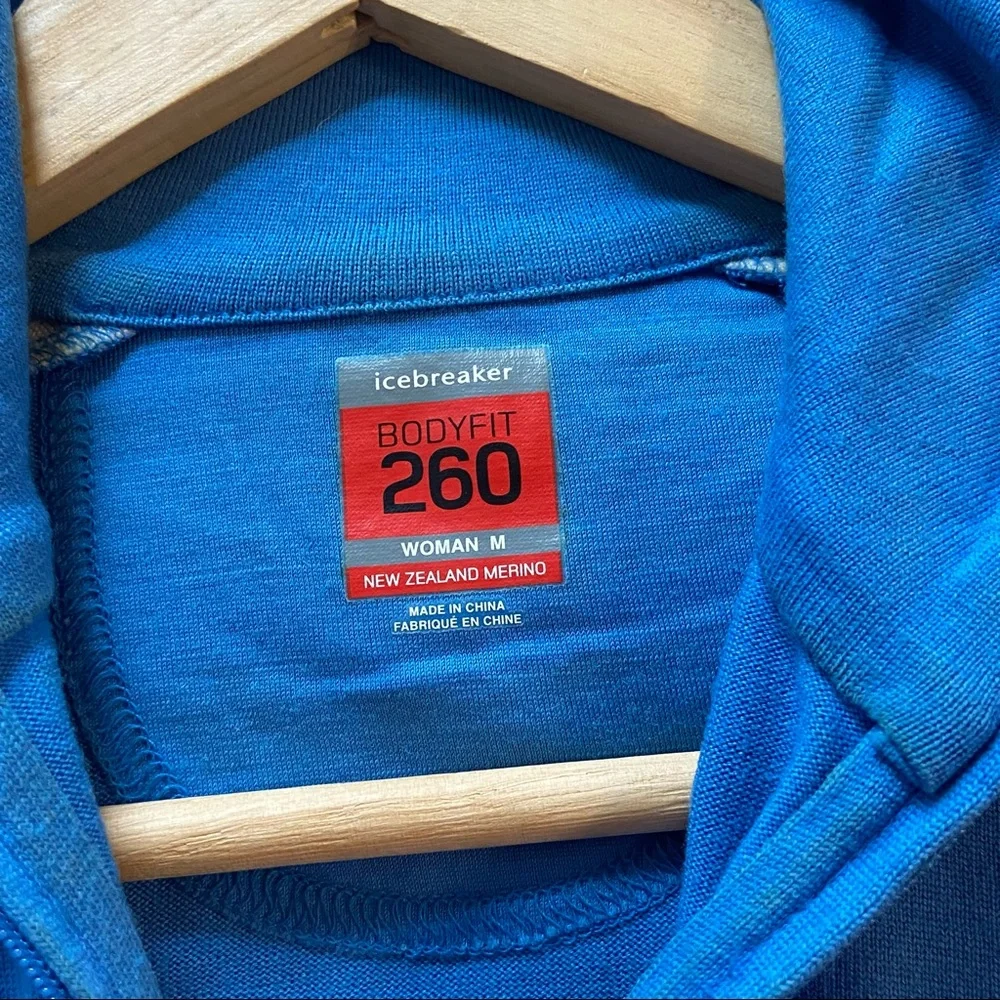 icebreaker
BODYFIT
260
WOMAN M
NEW ZEALAND MERINO
MADE IN CHINA
FABRIQUÉ EN CHINE